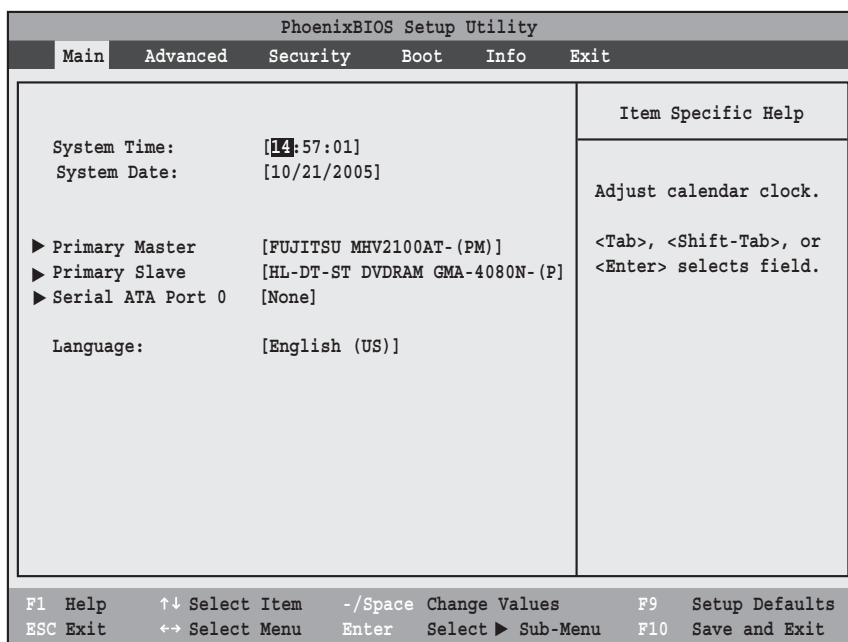 PhoenixBIOS Setup Utility
Main Advanced Security Boot Info Exit
Item Specific Help
System Time: [14:57:01]
System Date: [10/21/2005]
Adjust calendar clock.
▶ Primary Master [FUJITSU MHV2100AT-(PM)]
<Tab>, <Shift-Tab>, or
▶ Primary Slave [HL-DT-ST DVDRAM GMA-4080N-(P]
<Enter> selects field.
▶ Serial ATA Port 0 [None]
Language: [English (US)]
F1 Help ↑↓ Select Item -/Space Change Values F9 Setup Defaults
ESC Exit ←→ Select Menu Enter Select ▶ Sub-Menu F10 Save and Exit